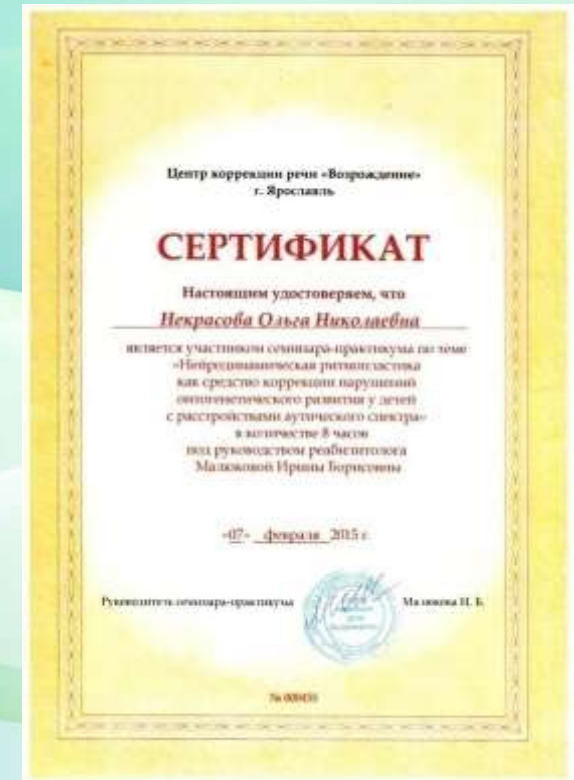 Центр коррекции речи «Возрождение»
г. Ярославль
СЕРТИФИКАТ
Настоящим удостоверяем, что
Некрасова Ольга Николаевна
является участником семинара-практикума по теме
«Нейродинамическая ритмопластика
как средство коррекции нарушений
онтогенетического развития у детей
с расстройствами аутического спектра»
в количестве 8 часов
под руководством реабилитолога
Малюковой Ирины Борисовны
«07» февраля 2015 г.
Руководитель семинара-практикума
Малюкова И. Б.
№